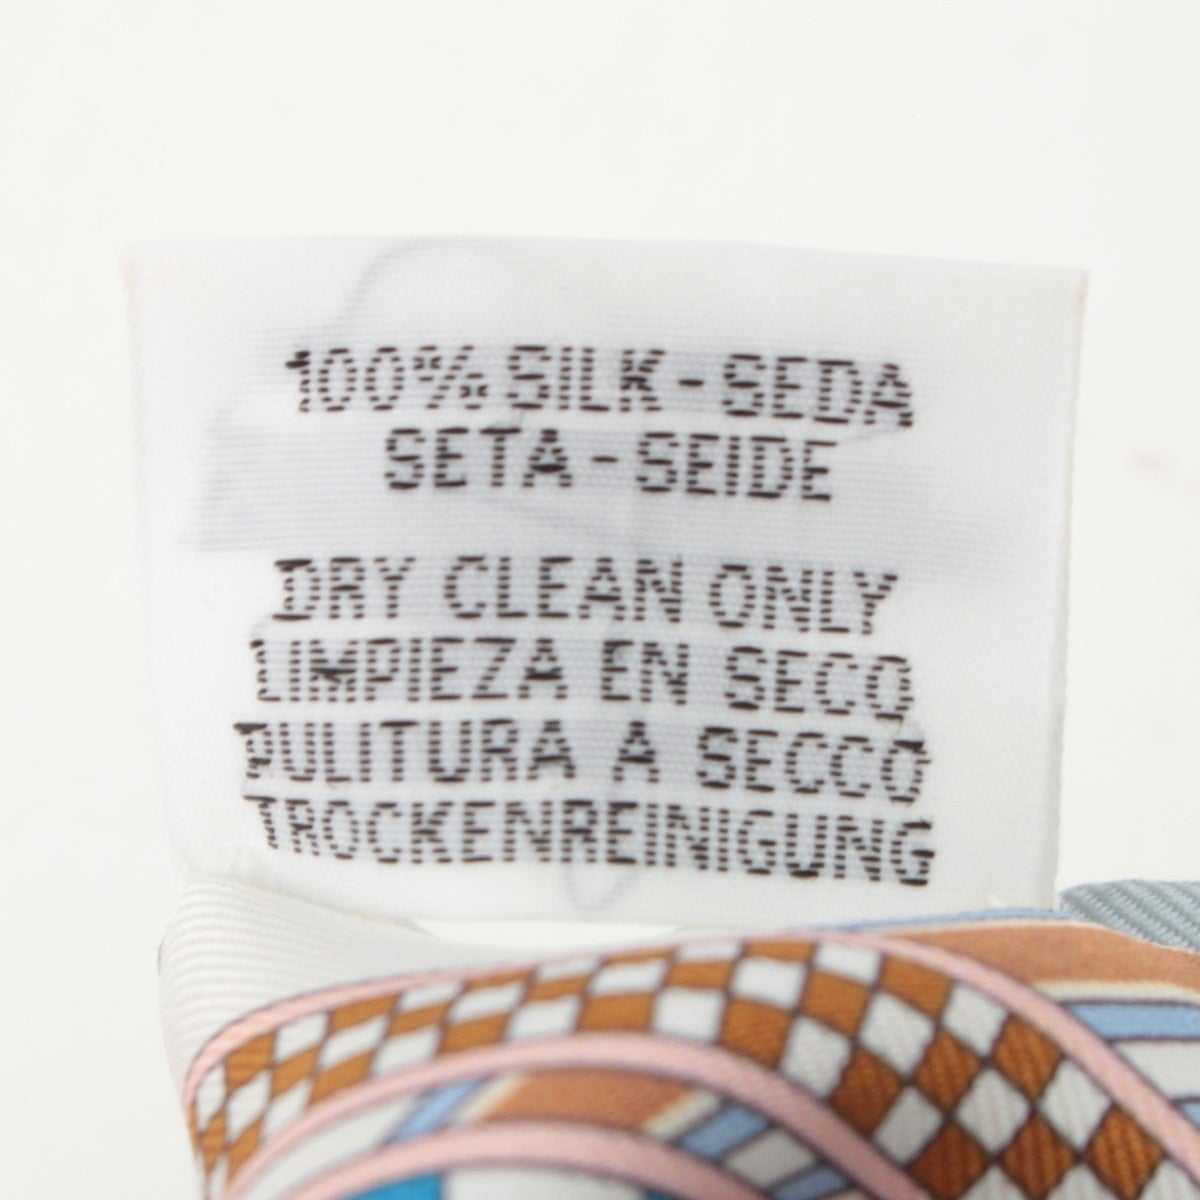 100% SILK - SEDA
SETA - SEIDE
DRY CLEAN ONLY
LIMPIEZA EN SECO
PULITURA A SECCO
TROCKENREINIGUNG